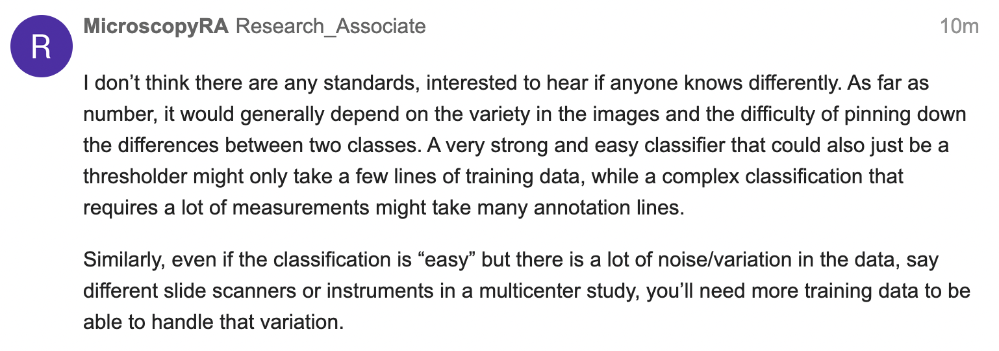 R
MicroscopyRA Research_Associate 10m
I don’t think there are any standards, interested to hear if anyone knows differently. As far as
number, it would generally depend on the variety in the images and the difficulty of pinning down
the differences between two classes. A very strong and easy classifier that could also just be a
thresholder might only take a few lines of training data, while a complex classification that
requires a lot of measurements might take many annotation lines.
Similarly, even if the classification is “easy” but there is a lot of noise/variation in the data, say
different slide scanners or instruments in a multicenter study, you’ll need more training data to be
able to handle that variation.